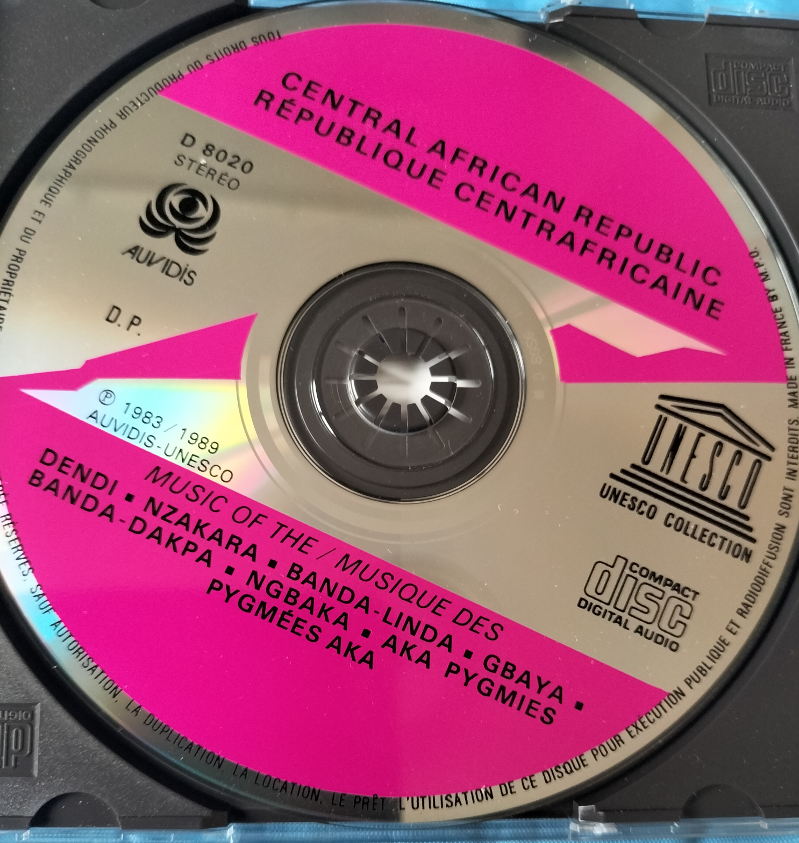 CENTRAL AFRICAN REPUBLIC
RÉPUBLIQUE CENTRAFRICAINE
D 8020
STÉRÉO
AUVIDIS
D.P.
℗ 1983 / 1989
AUVIDIS-UNESCO
UNESCO
UNESCO COLLECTION
COMPACT
disc
DIGITAL AUDIO
MUSIC OF THE / MUSIQUE DES
DENDI ▪ NZAKARA ▪ BANDA-LINDA ▪ GBAYA ▪
BANDA-DAKPA ▪ NGBAKA ▪ AKA PYGMIES
PYGMÉES AKA
TOUS DROITS DU PRODUCTEUR PHONOGRAPHIQUE ET DU PROPRIÉTAIRE
RÉSERVÉS. SAUF AUTORISATION, LA DUPLICATION, LA LOCATION, LE PRÊT, L'UTILISATION DE CE DISQUE POUR EXÉCUTION PUBLIQUE ET RADIODIFFUSION SONT INTERDITS. MADE IN FRANCE BY M.P.O.
disc
DIGITAL AUDIO